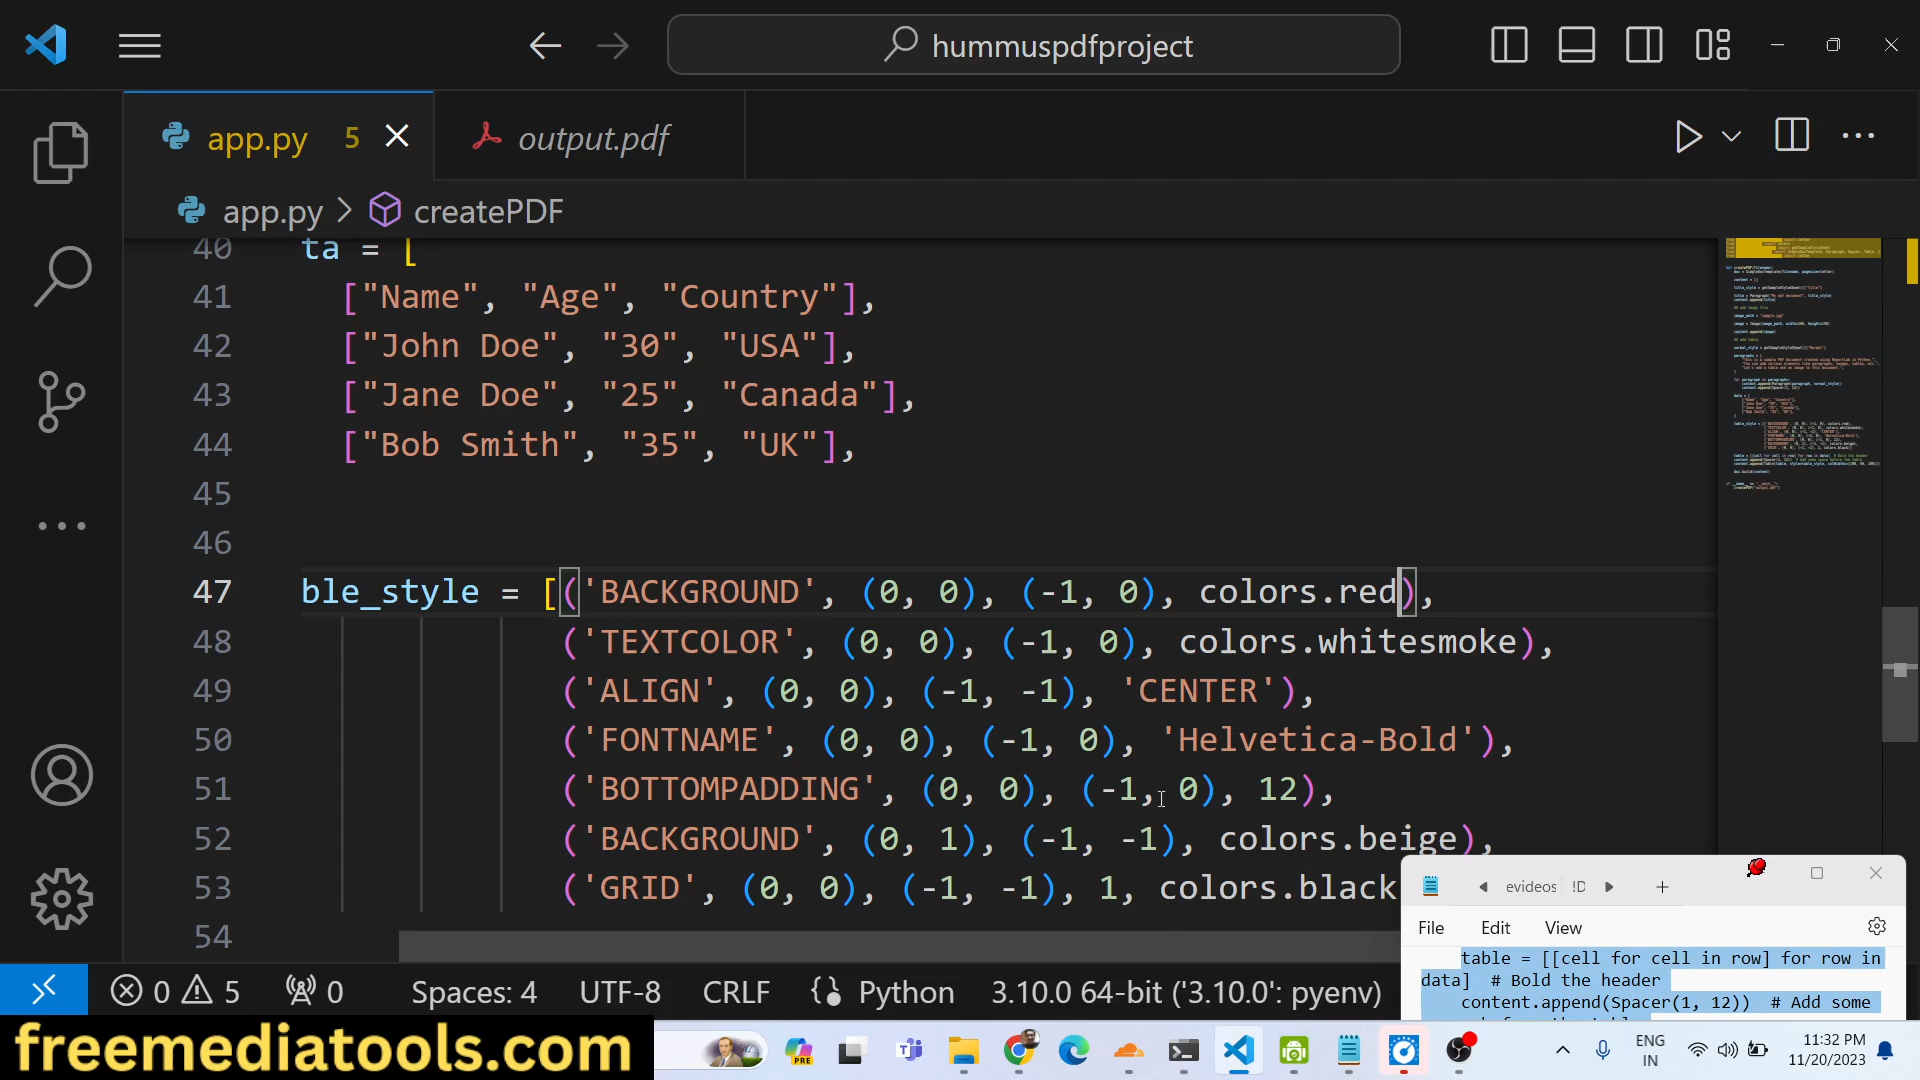 hummuspdfproject
app.py 5 output.pdf
app.py > createPDF
40 ta = [
41 ["Name", "Age", "Country"],
42 ["John Doe", "30", "USA"],
43 ["Jane Doe", "25", "Canada"],
44 ["Bob Smith", "35", "UK"],
45
46
47 ble_style = [('BACKGROUND', (0, 0), (-1, 0), colors.red),
48 ('TEXTCOLOR', (0, 0), (-1, 0), colors.whitesmoke),
49 ('ALIGN', (0, 0), (-1, -1), 'CENTER'),
50 ('FONTNAME', (0, 0), (-1, 0), 'Helvetica-Bold'),
51 ('BOTTOMPADDING', (0, 0), (-1, 0), 12),
52 ('BACKGROUND', (0, 1), (-1, -1), colors.beige),
53 ('GRID', (0, 0), (-1, -1), 1, colors.black
54
evideos !D
File Edit View
table = [[cell for cell in row] for row in
data] # Bold the header
content.append(Spacer(1, 12)) # Add some
0 5 0 Spaces: 4 UTF-8 CRLF Python 3.10.0 64-bit ('3.10.0': pyenv)
freemediatools.com
PRE
ENG
IN
11:32 PM
11/20/2023